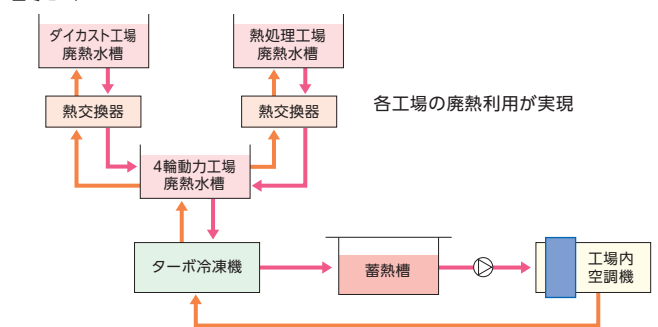 ダイカスト工場
廃熱水槽
熱処理工場
廃熱水槽
熱交換器
熱交換器
各工場の廃熱利用が実現
4輪動力工場
廃熱水槽
ターボ冷凍機
蓄熱槽
工場内
空調機